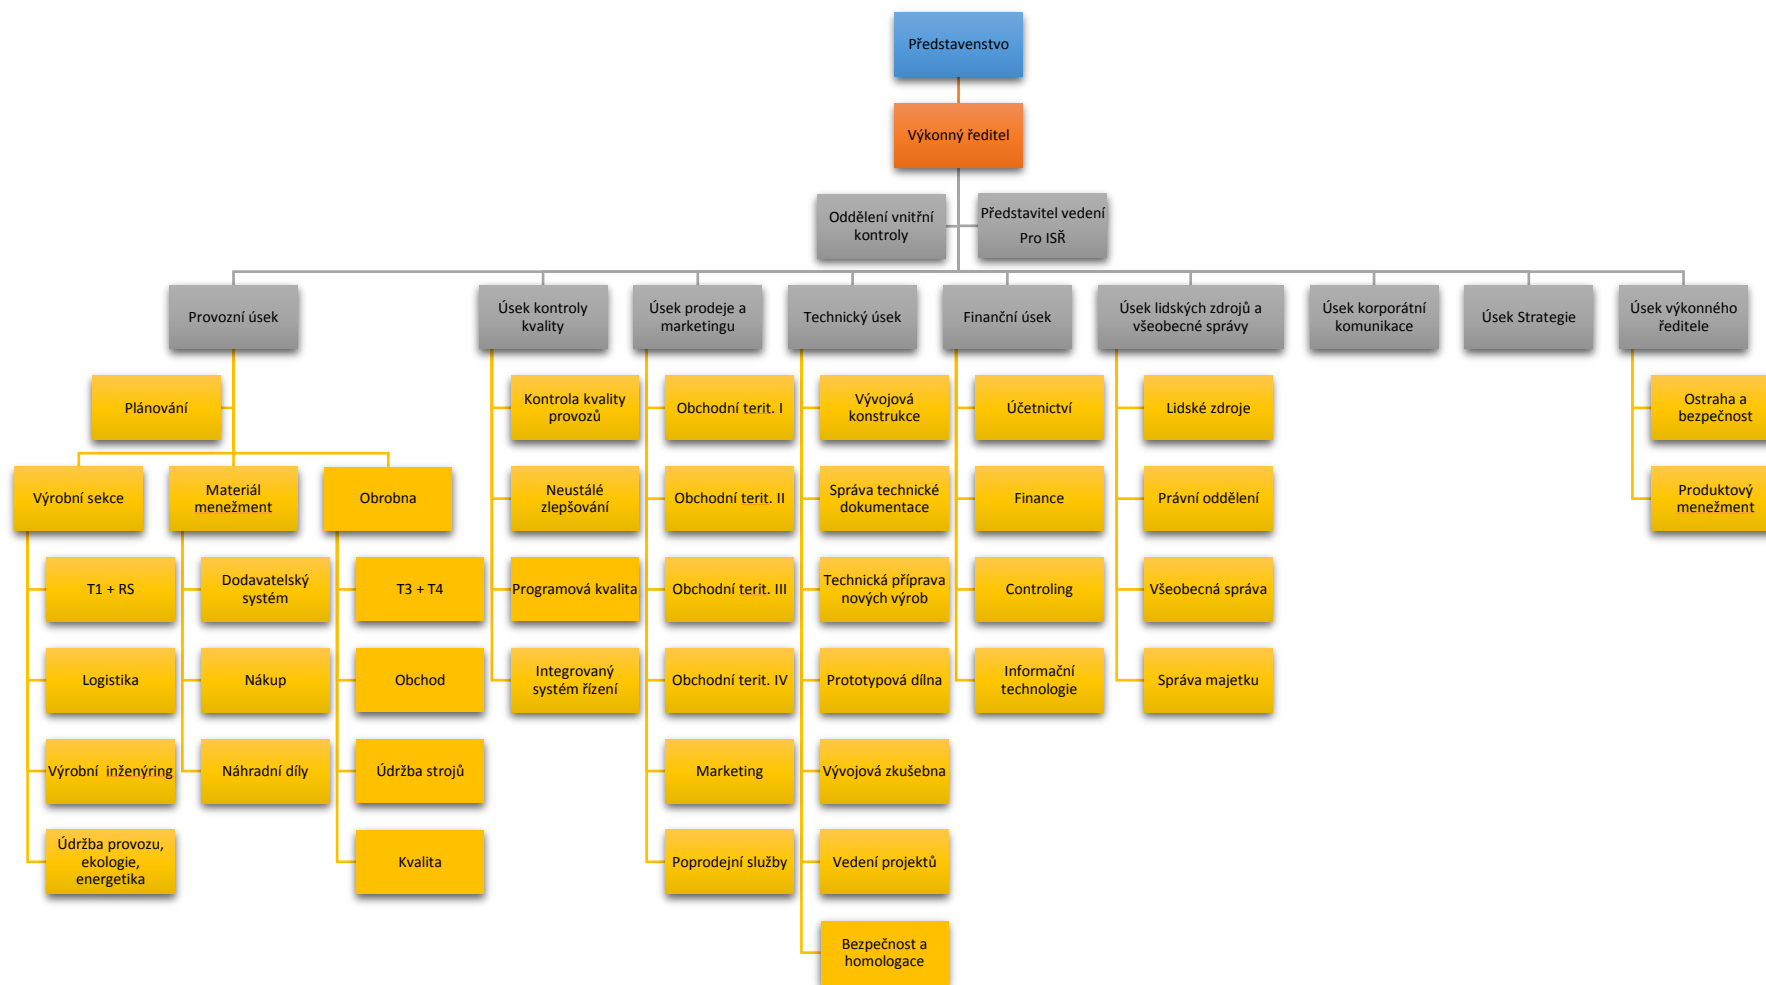 Představenstvo
Výkonný ředitel
Oddělení vnitřní
kontroly
Představitel vedení
Pro ISŘ
Provozní úsek
Úsek kontroly
kvality
Úsek prodeje a
marketingu
Technický úsek
Finanční úsek
Úsek lidských zdrojů a
všeobecné správy
Úsek korporátní
komunikace
Úsek Strategie
Úsek výkonného
ředitele
Plánování
Výrobní sekce
Materiál
menežment
Obrobna
T1 + RS
Logistika
Výrobní  inženýring
Údržba provozu,
ekologie,
energetika
Dodavatelský
systém
Nákup
Náhradní díly
T3 + T4
Obchod
Údržba strojů
Kvalita
Kontrola kvality
provozů
Neustálé
zlepšování
Programová kvalita
Integrovaný
systém řízení
Obchodní terit. I
Obchodní terit. II
Obchodní terit. III
Obchodní terit. IV
Marketing
Poprodejní služby
Vývojová
konstrukce
Správa technické
dokumentace
Technická příprava
nových výrob
Prototypová dílna
Vývojová zkušebna
Vedení projektů
Bezpečnost a
homologace
Účetnictví
Finance
Controling
Informační
technologie
Lidské zdroje
Právní oddělení
Všeobecná správa
Správa majetku
Ostraha a
bezpečnost
Produktový
menežment